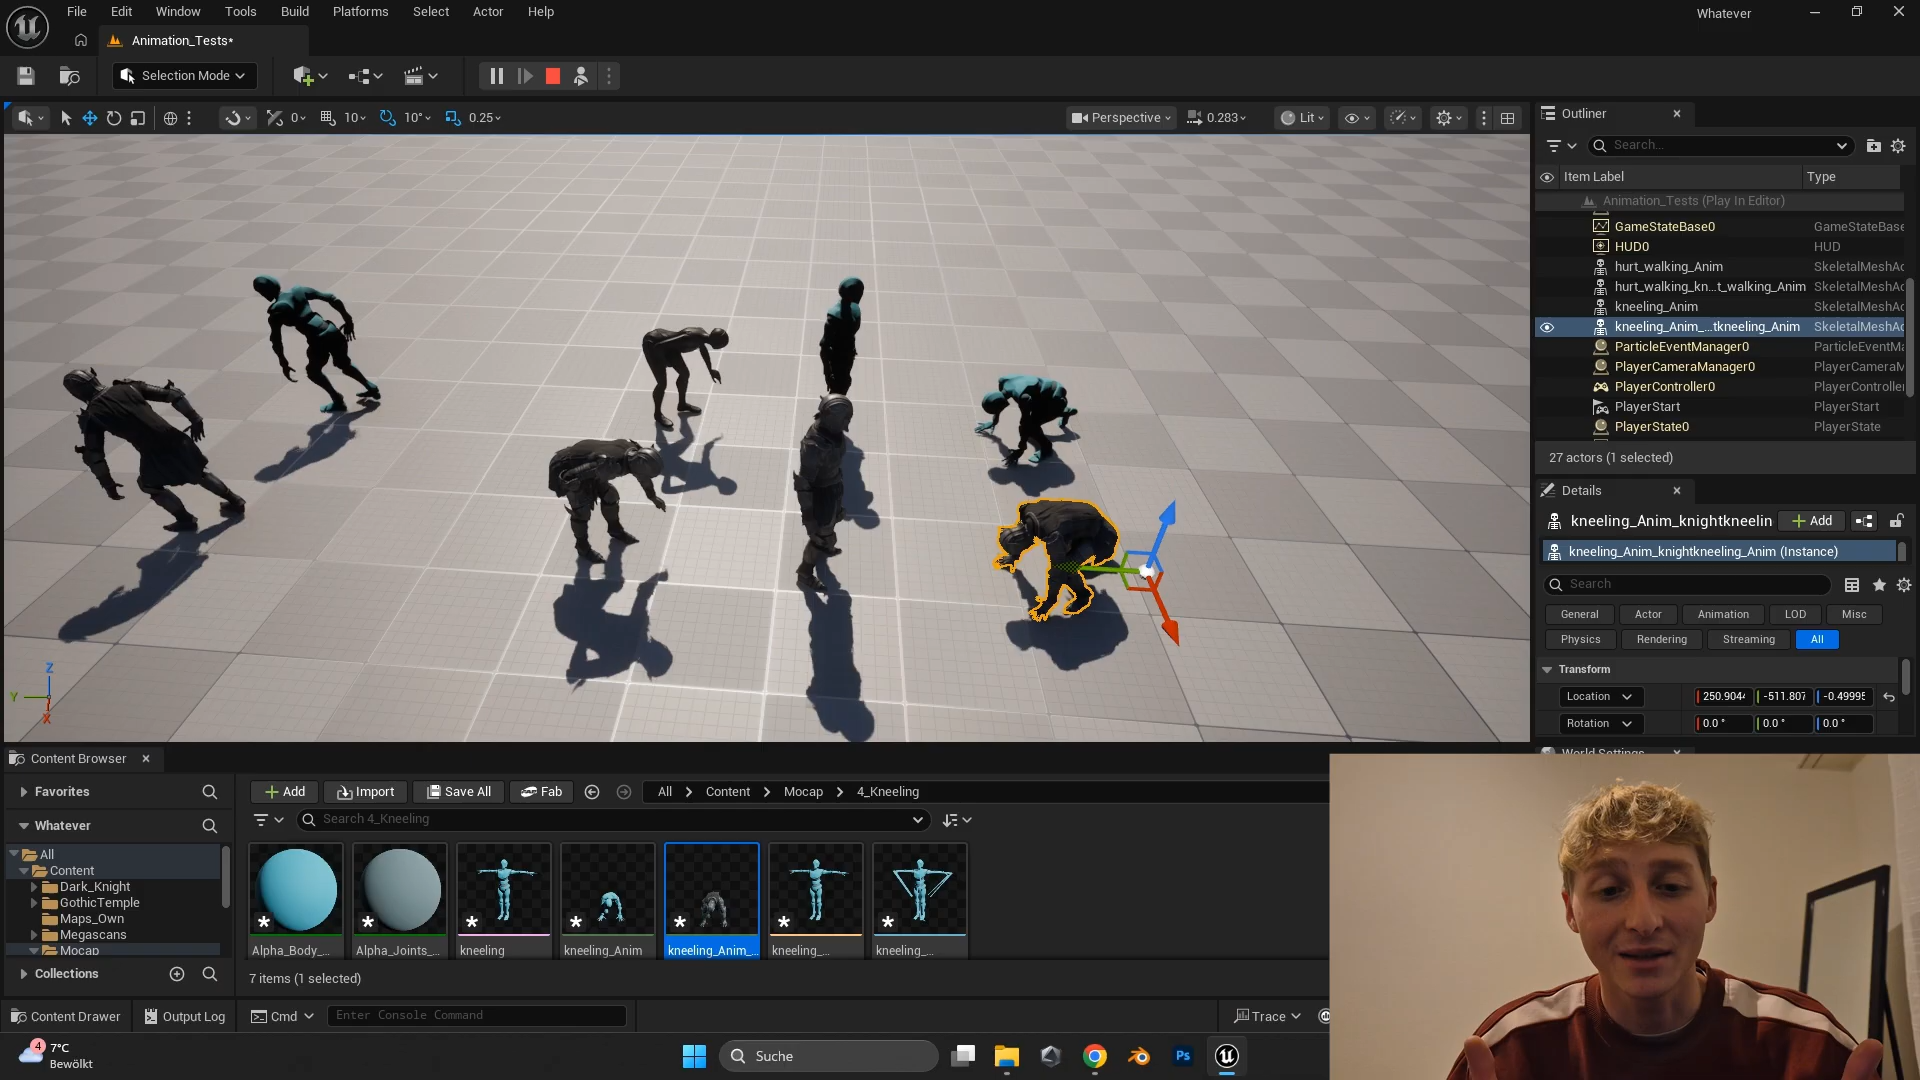 File Edit Window Tools Build Platforms Select Actor Help
Whatever
Animation_Tests*
Selection Mode
0 10 10° 0.25
Perspective 0.283 Lit
Outliner
Search...
Item Label Type
Animation_Tests (Play In Editor)
GameStateBase0 GameStateBase
HUD0 HUD
hurt_walking_Anim SkeletalMeshAc
hurt_walking_kn...t_walking_Anim SkeletalMeshAc
kneeling_Anim SkeletalMeshAc
kneeling_Anim_...tkneeling_Anim SkeletalMeshAc
ParticleEventManager0 ParticleEventMa
PlayerCameraManager0 PlayerCameraM
PlayerController0 PlayerController
PlayerStart PlayerStart
PlayerState0 PlayerState
27 actors (1 selected)
Details
kneeling_Anim_knightkneelin Add
kneeling_Anim_knightkneeling_Anim (Instance)
Search
General Actor Animation LOD Misc
Physics Rendering Streaming All
Transform
Location 250.904 -511.807 -0.49995
Rotation 0.0 ° 0.0 ° 0.0 °
World Settings
Z
Y
X
Content Browser
Favorites
Add Import Save All Fab All Content Mocap 4_Kneeling
Whatever
Search 4_Kneeling
All
Content
Dark_Knight
GothicTemple
Maps_Own
Megascans
Mocap
Collections
Alpha_Body_... Alpha_Joints_... kneeling kneeling_Anim kneeling_Anim_... kneeling_... kneeling_...
7 items (1 selected)
Content Drawer Output Log Cmd Enter Console Command Trace
4
7°C
Bewölkt
Suche
Ps